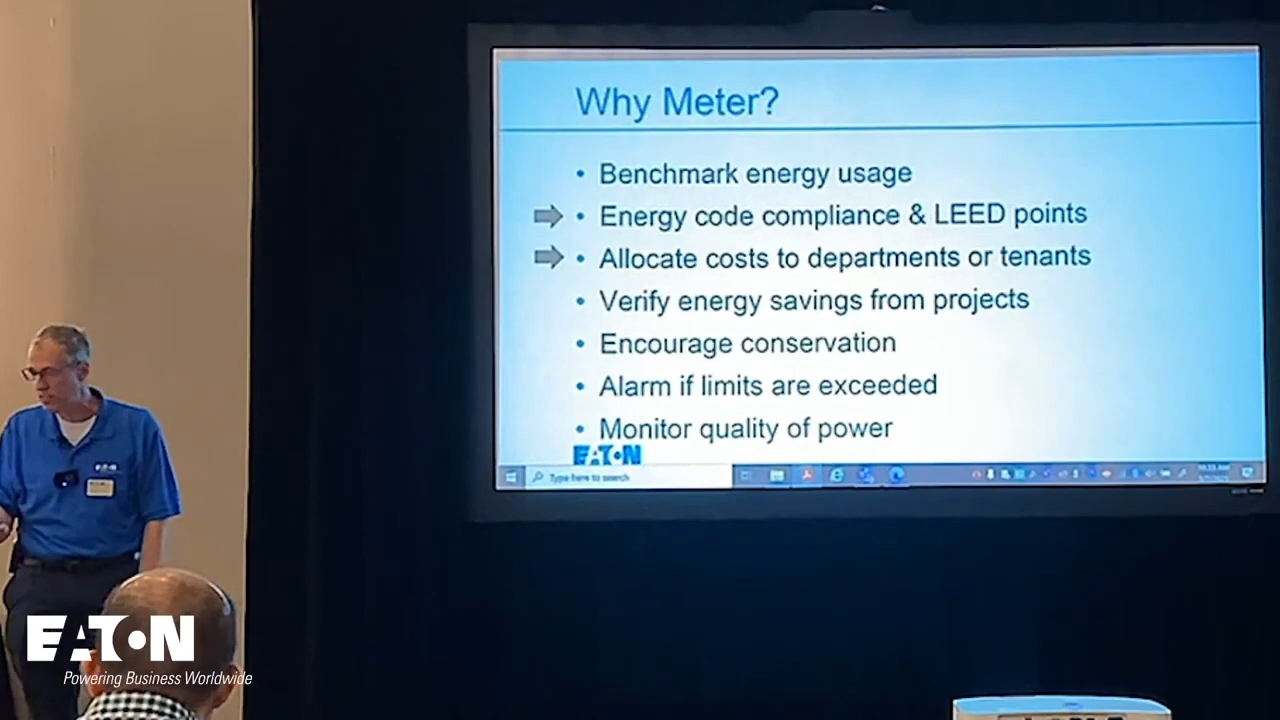 Why Meter?
• Benchmark energy usage
• Energy code compliance & LEED points
• Allocate costs to departments or tenants
• Verify energy savings from projects
• Encourage conservation
• Alarm if limits are exceeded
• Monitor quality of power
EATON
Type here to search
EATON
EATON
Powering Business Worldwide